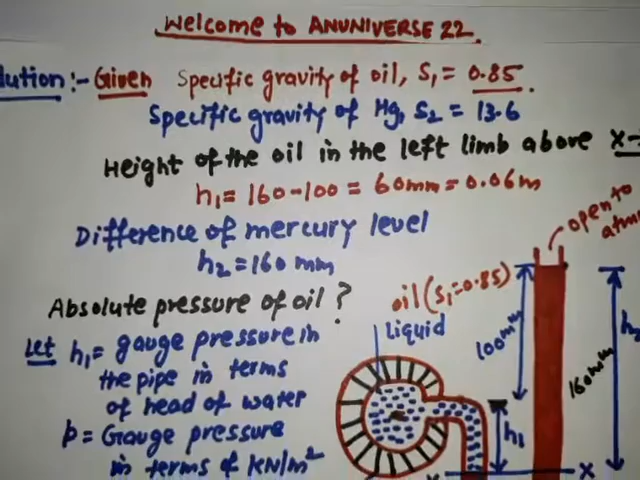 Welcome to ANUNIVERSE 22.
lution:- Given Specific gravity of oil, S₁ = 0.85.
Specific gravity of Hg, S₂ = 13.6
Height of the oil in the left limb above X-
h₁ = 160-100 = 60mm = 0.06m
Difference of mercury level
h₂ = 160 mm
Absolute pressure of oil?
Let h₁ = gauge pressure in
the pipe in terms
of head of water
p = Gauge pressure
in terms of KN/m²
open to
atm
oil (S₁=0.85)
liquid
100mm
160mm
h₂
h₁
X
X